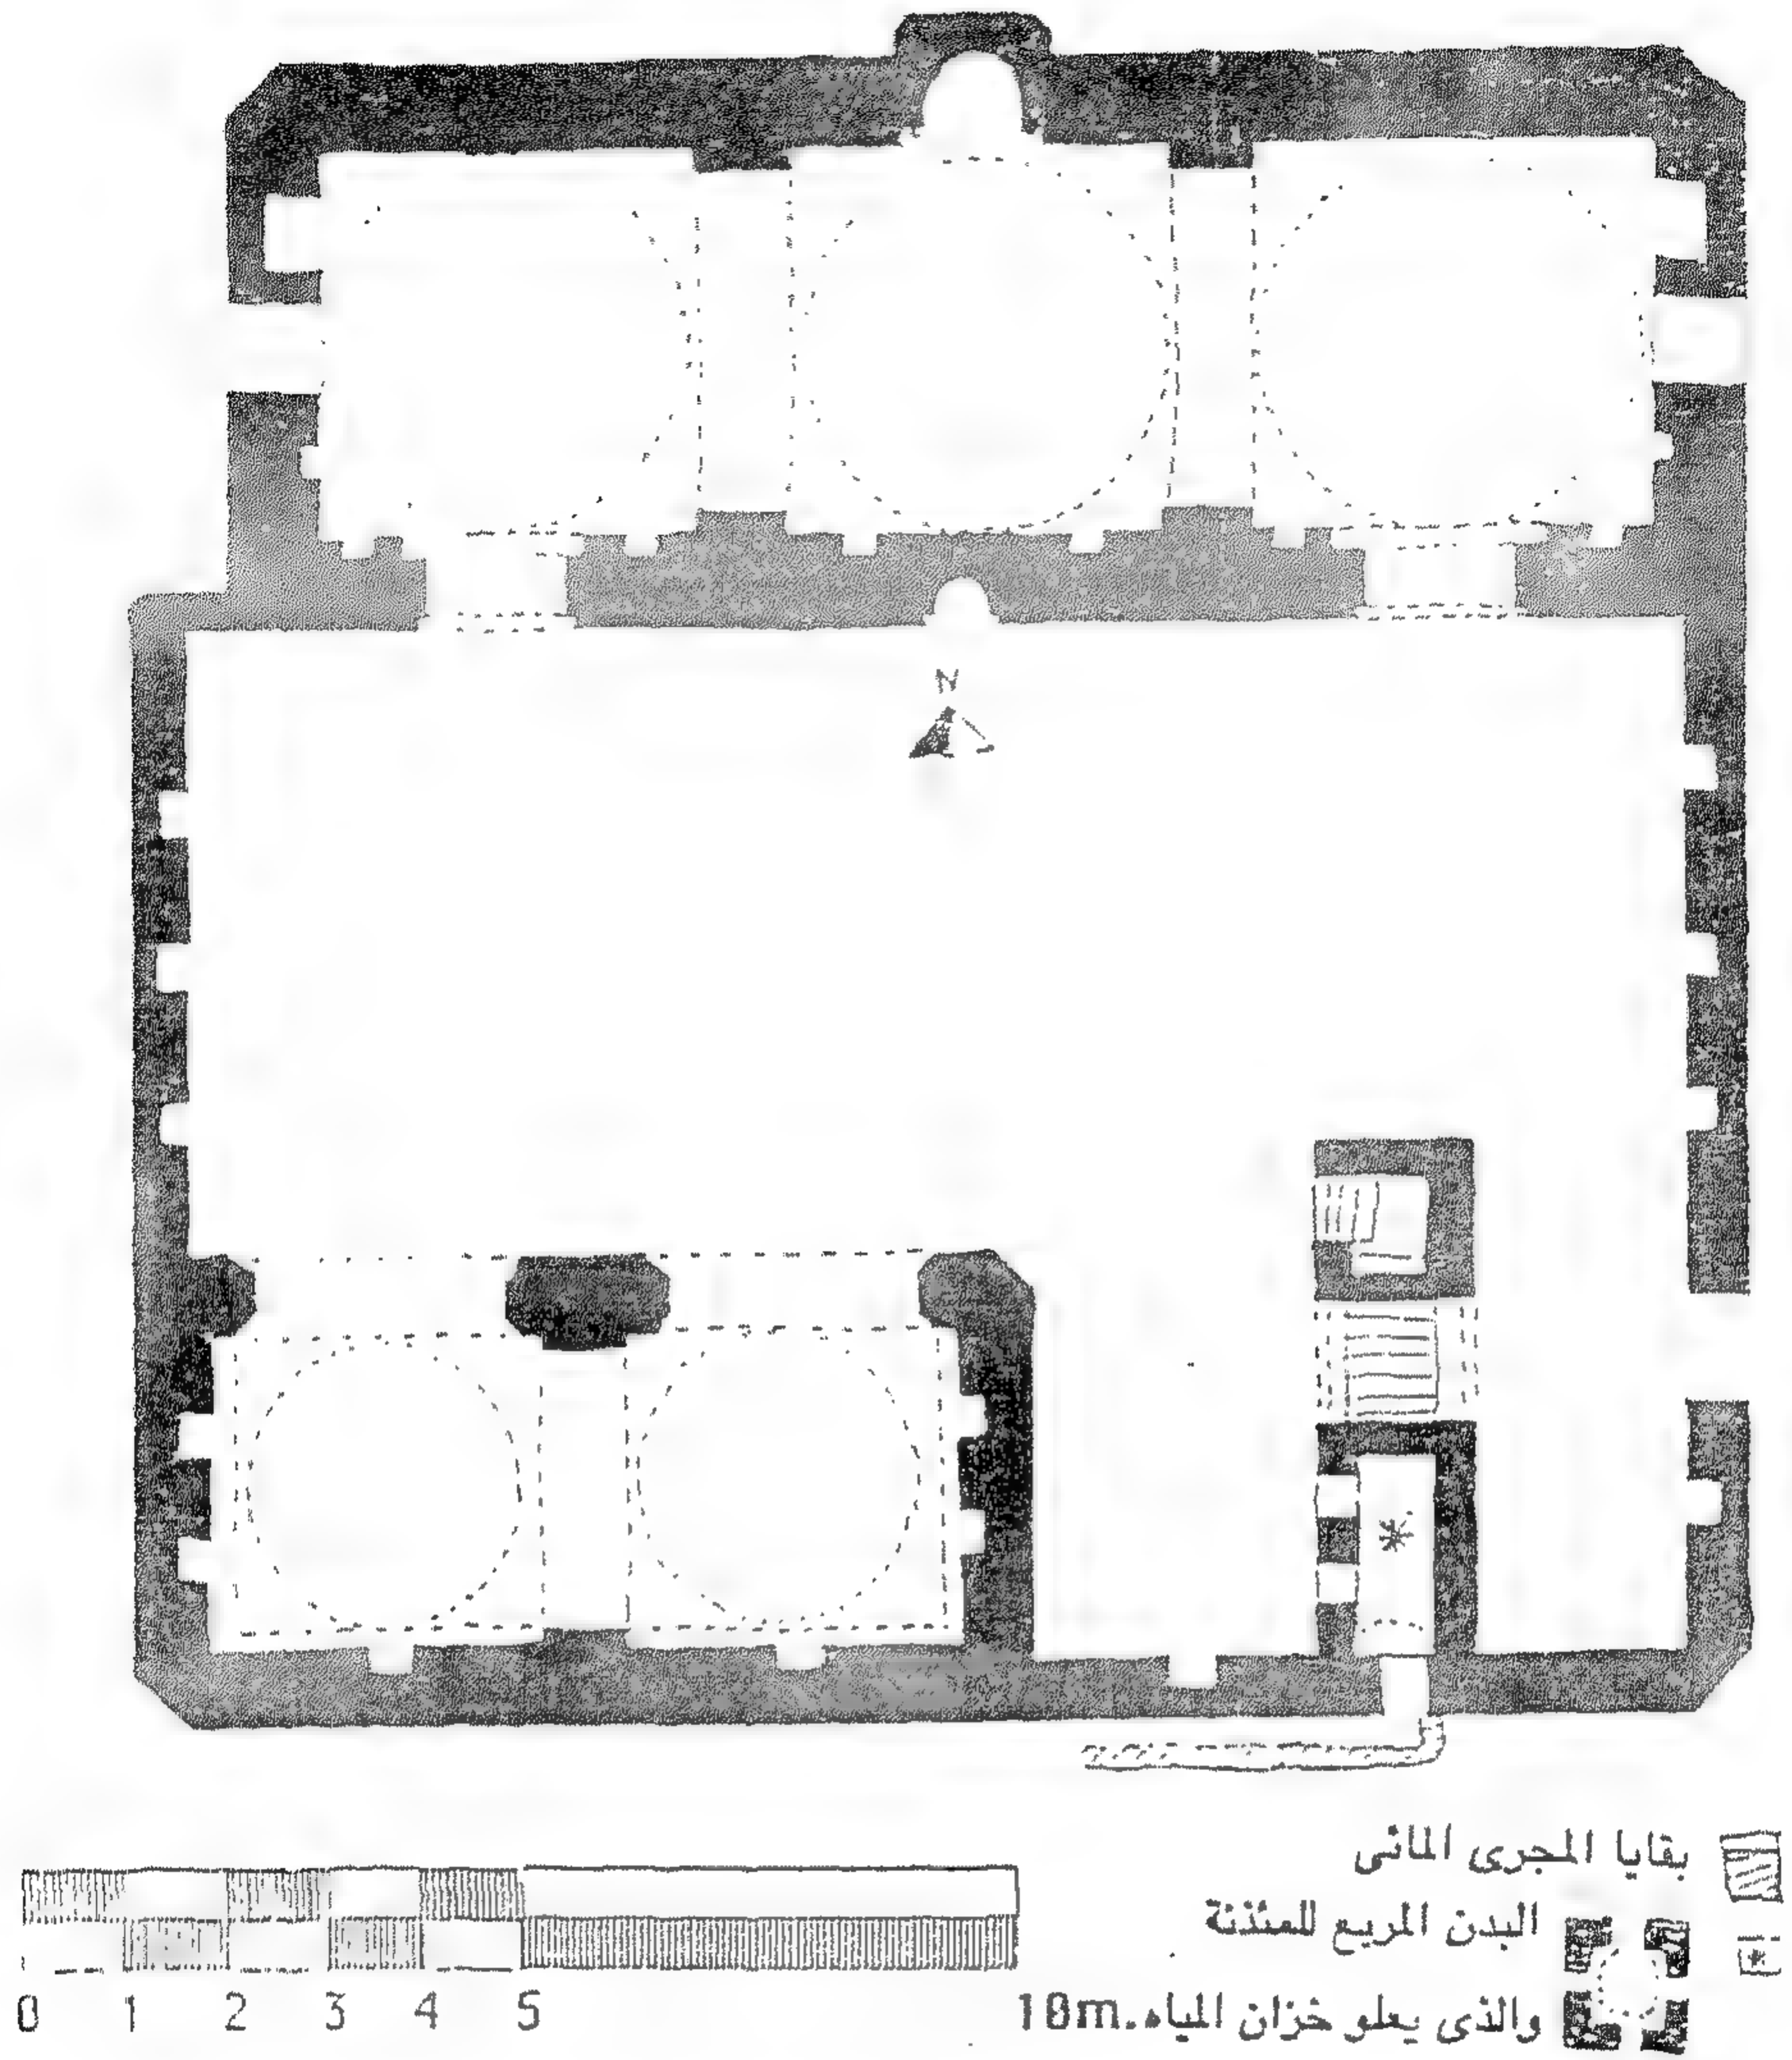 N
بقايا المجرى المائى
البدن المربع للمئذنة
والذى يعلو خزان المياه.
0 1 2 3 4 5 10m